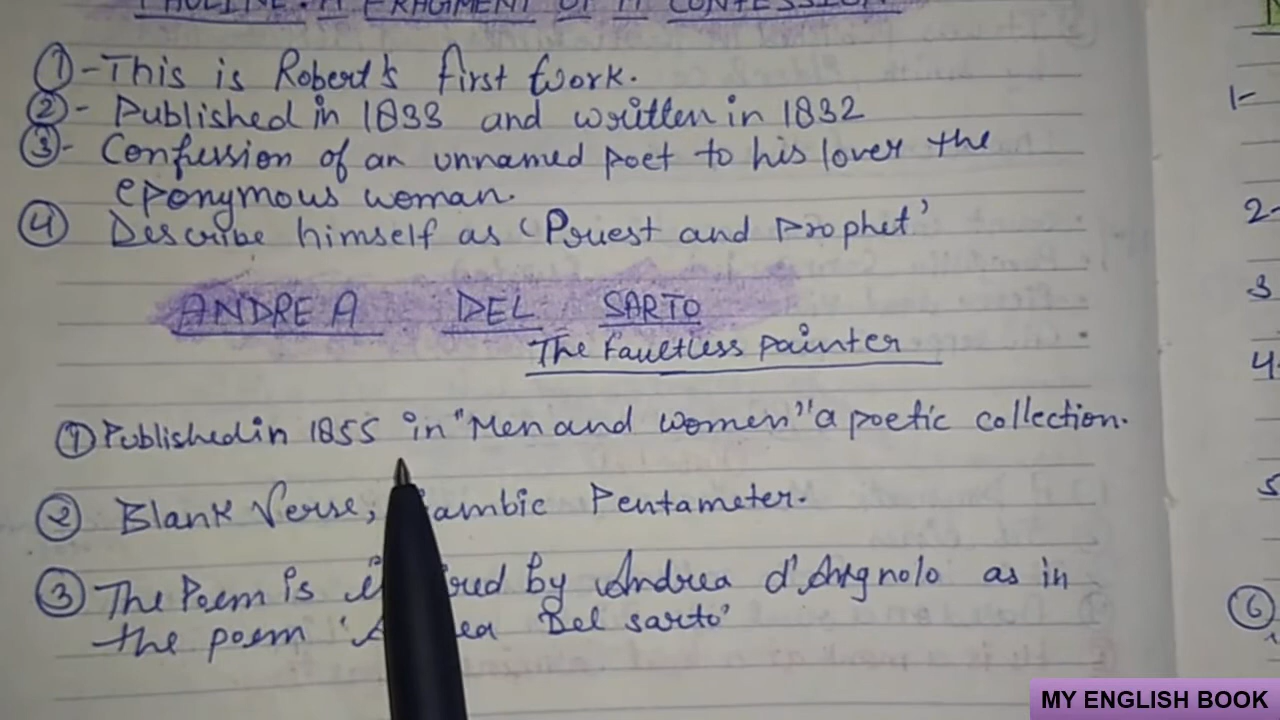 PAULINE: A FRAGMENT OF A CONFESSION
① - This is Robert's first work.
② - Published in 1833 and written in 1832
③ - Confession of an unnamed poet to his lover the
eponymous woman.
④ Describe himself as 'Priest and prophet'
ANDREA DEL SARTO
The Faultless painter
① Published in 1855 in "Men and women" a poetic collection.
② Blank Verse, iambic Pentameter.
③ The Poem is by Andrea d'Angnolo as in
the poem Del sarto'
1-
2-
3
4-
5
⑥
MY ENGLISH BOOK